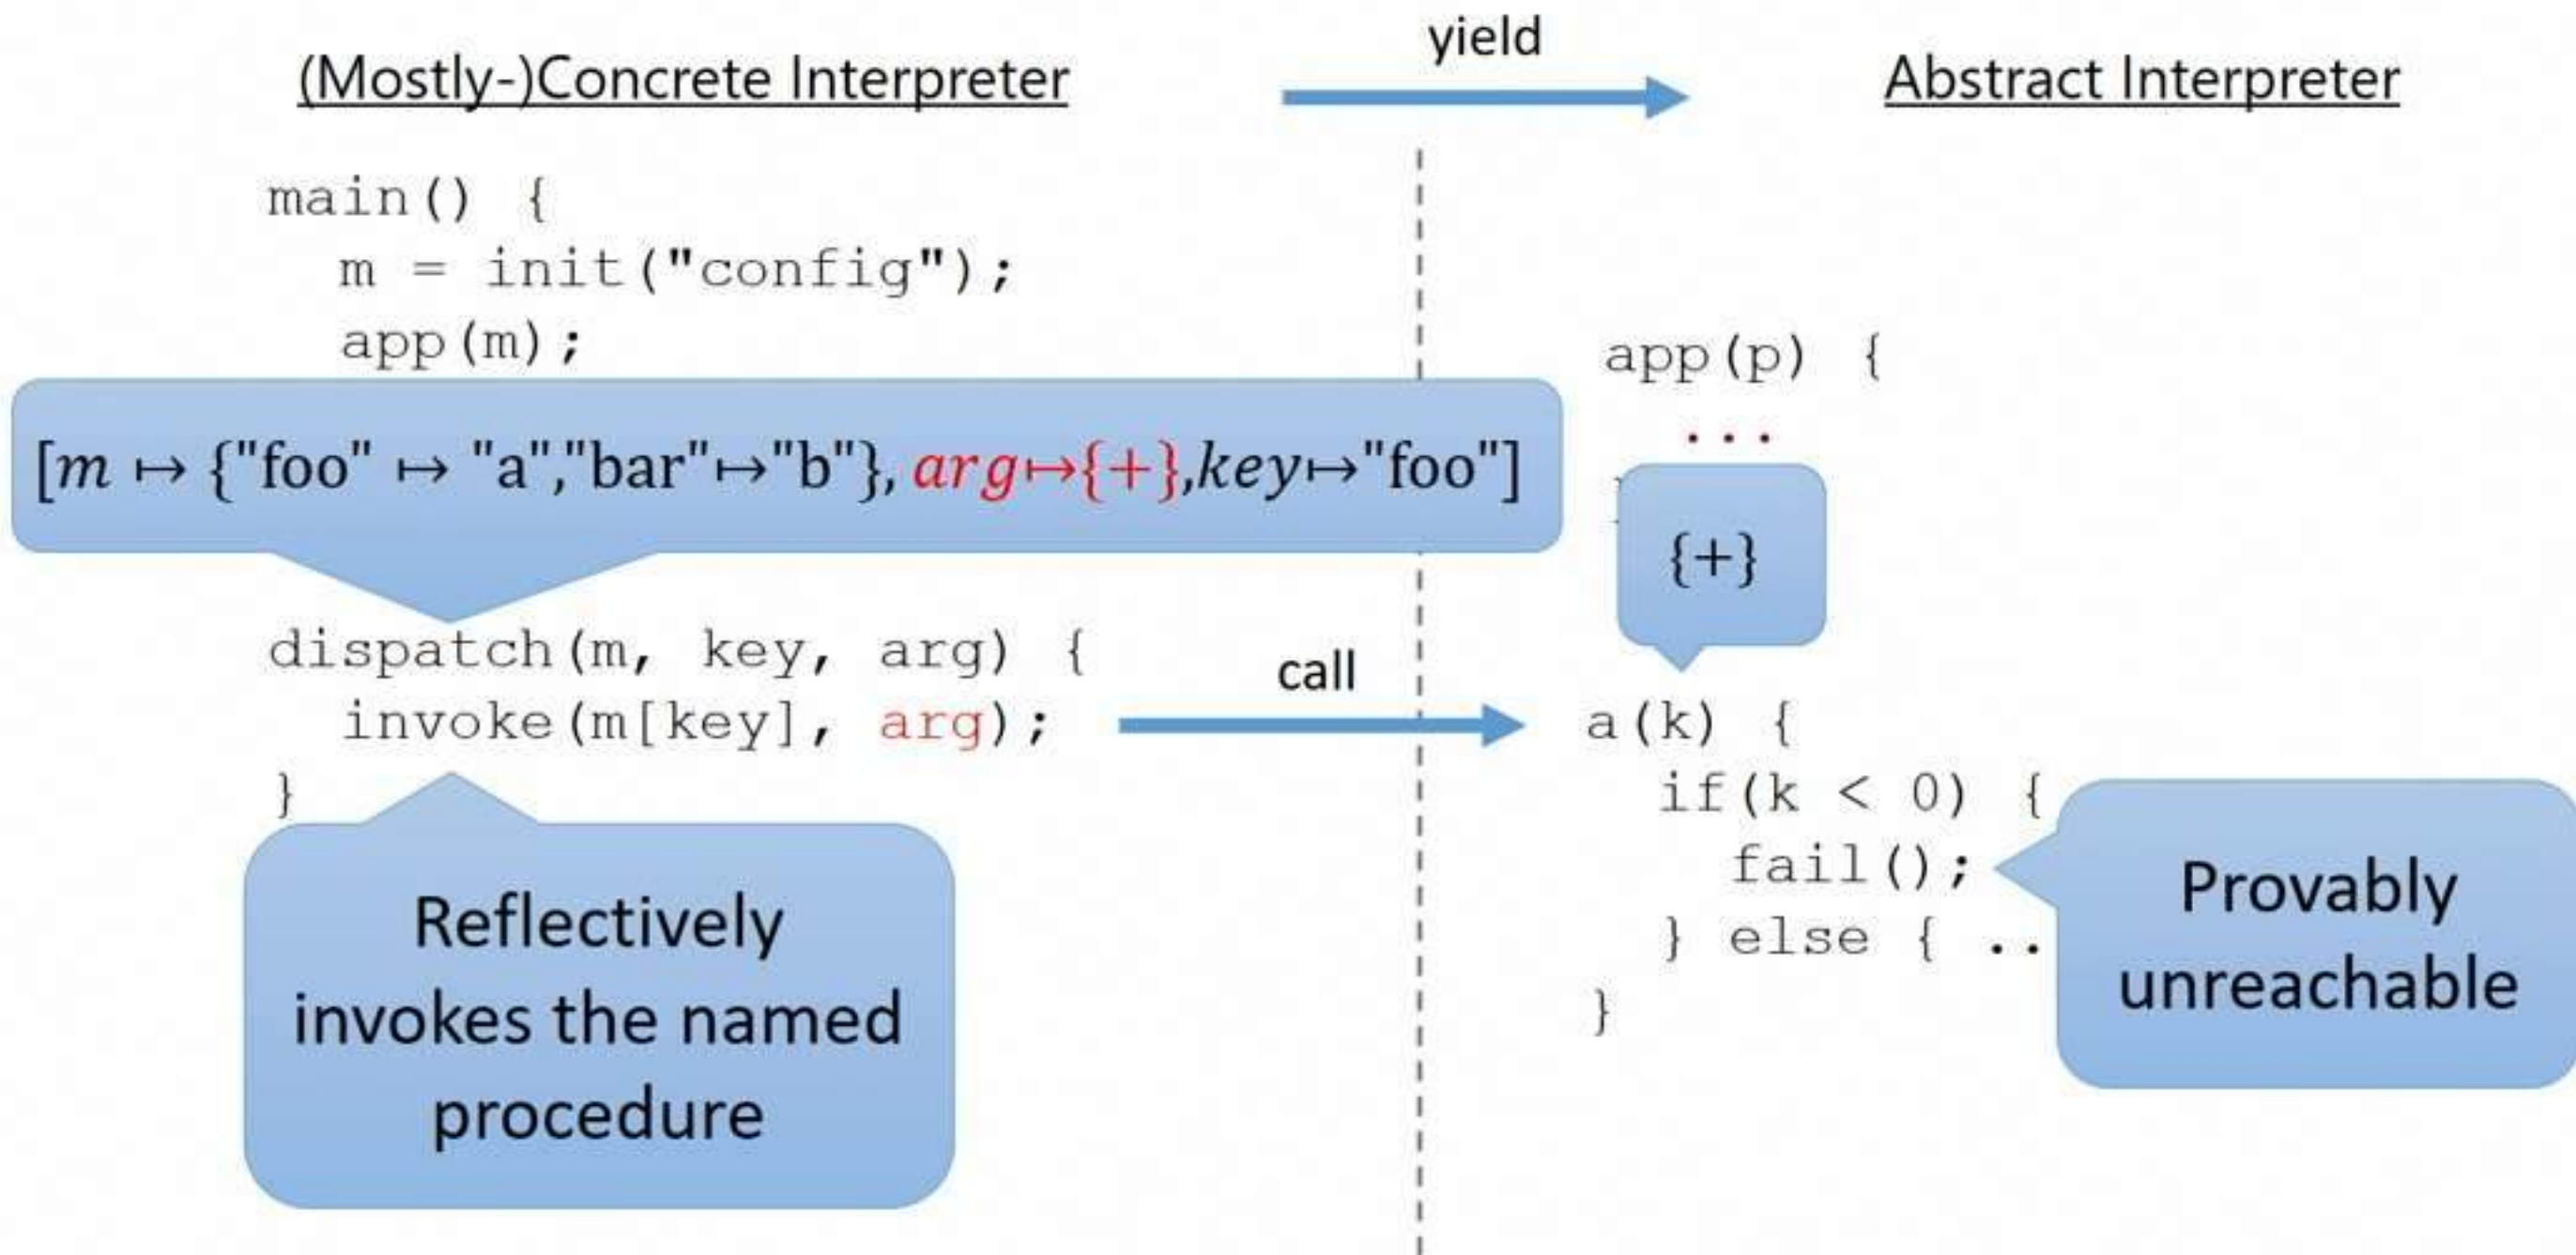 (Mostly-)Concrete Interpreter
yield
Abstract Interpreter
main() {
m = init("config");
app(m);
app(p) {
...
[m ↦ {"foo" ↦ "a","bar"↦"b"}, arg↦{+},key↦"foo"]
{+}
dispatch(m, key, arg) {
invoke(m[key], arg);
}
call
a(k) {
if(k < 0) {
fail();
} else { ..
}
Reflectively
invokes the named
procedure
Provably
unreachable